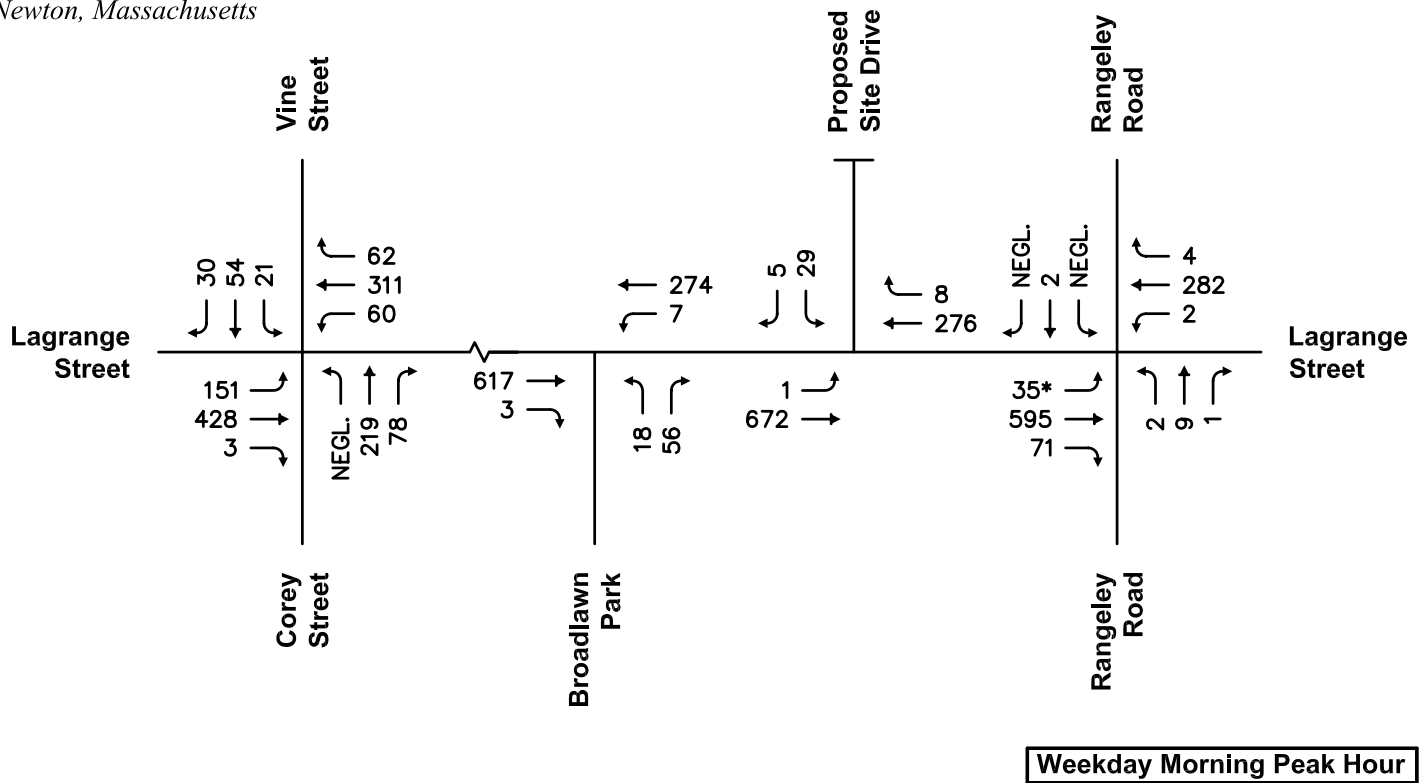 Newton, Massachusetts
Vine
Street
Proposed
Site Drive
Rangeley
Road
30
54
21
62
311
60
274
7
5
29
8
276
NEGL.
2
NEGL.
4
282
2
Lagrange
Street
Lagrange
Street
151
428
3
NEGL.
219
78
617
3
18
56
1
672
35*
595
71
2
9
1
Corey
Street
Broadlawn
Park
Rangeley
Road
Weekday Morning Peak Hour